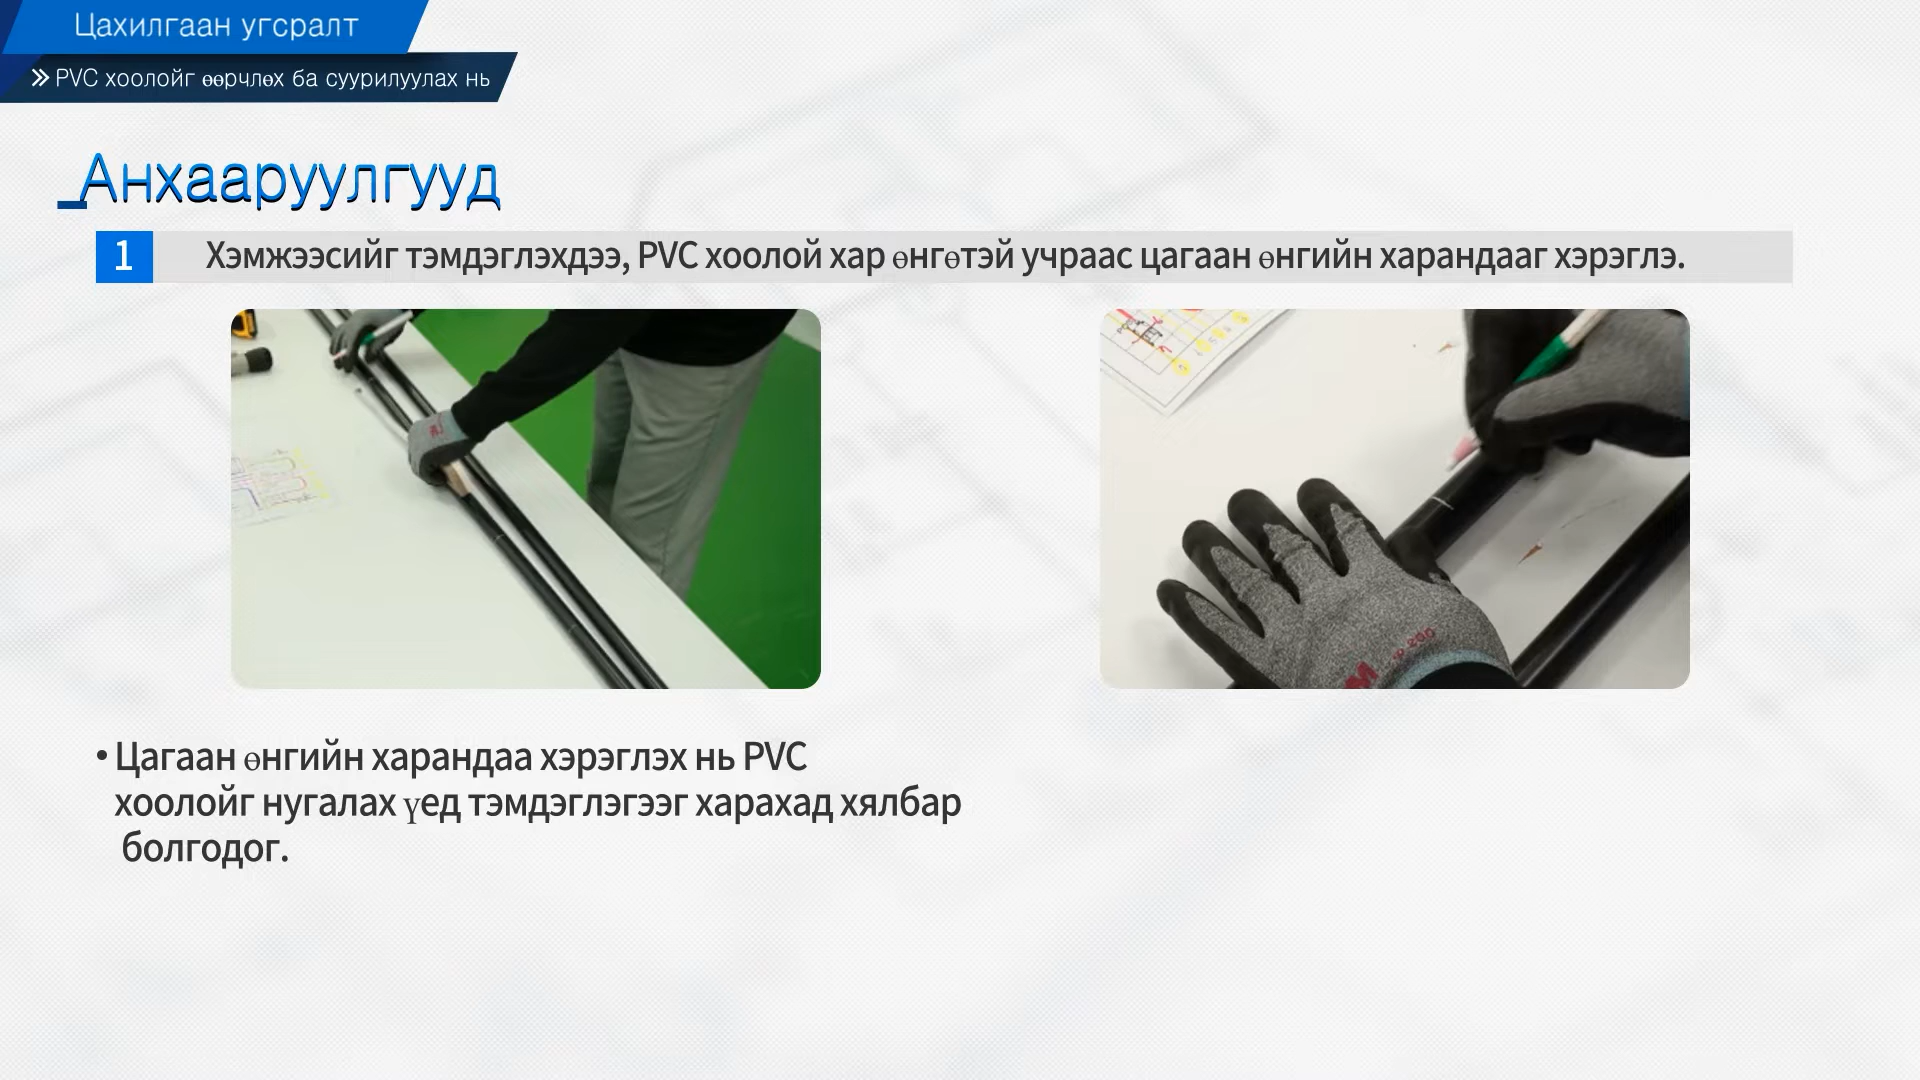 Цахилгаан угсралт
PVC хоолойг өөрчлөх ба суурилуулах нь
Анхааруулгууд
1 Хэмжээсийг тэмдэглэхдээ, PVC хоолой хар өнгөтэй учраас цагаан өнгийн харандааг хэрэглэ.
• Цагаан өнгийн харандаа хэрэглэх нь PVC
хоолойг нугалах үед тэмдэглэгээг харахад хялбар
болгодог.